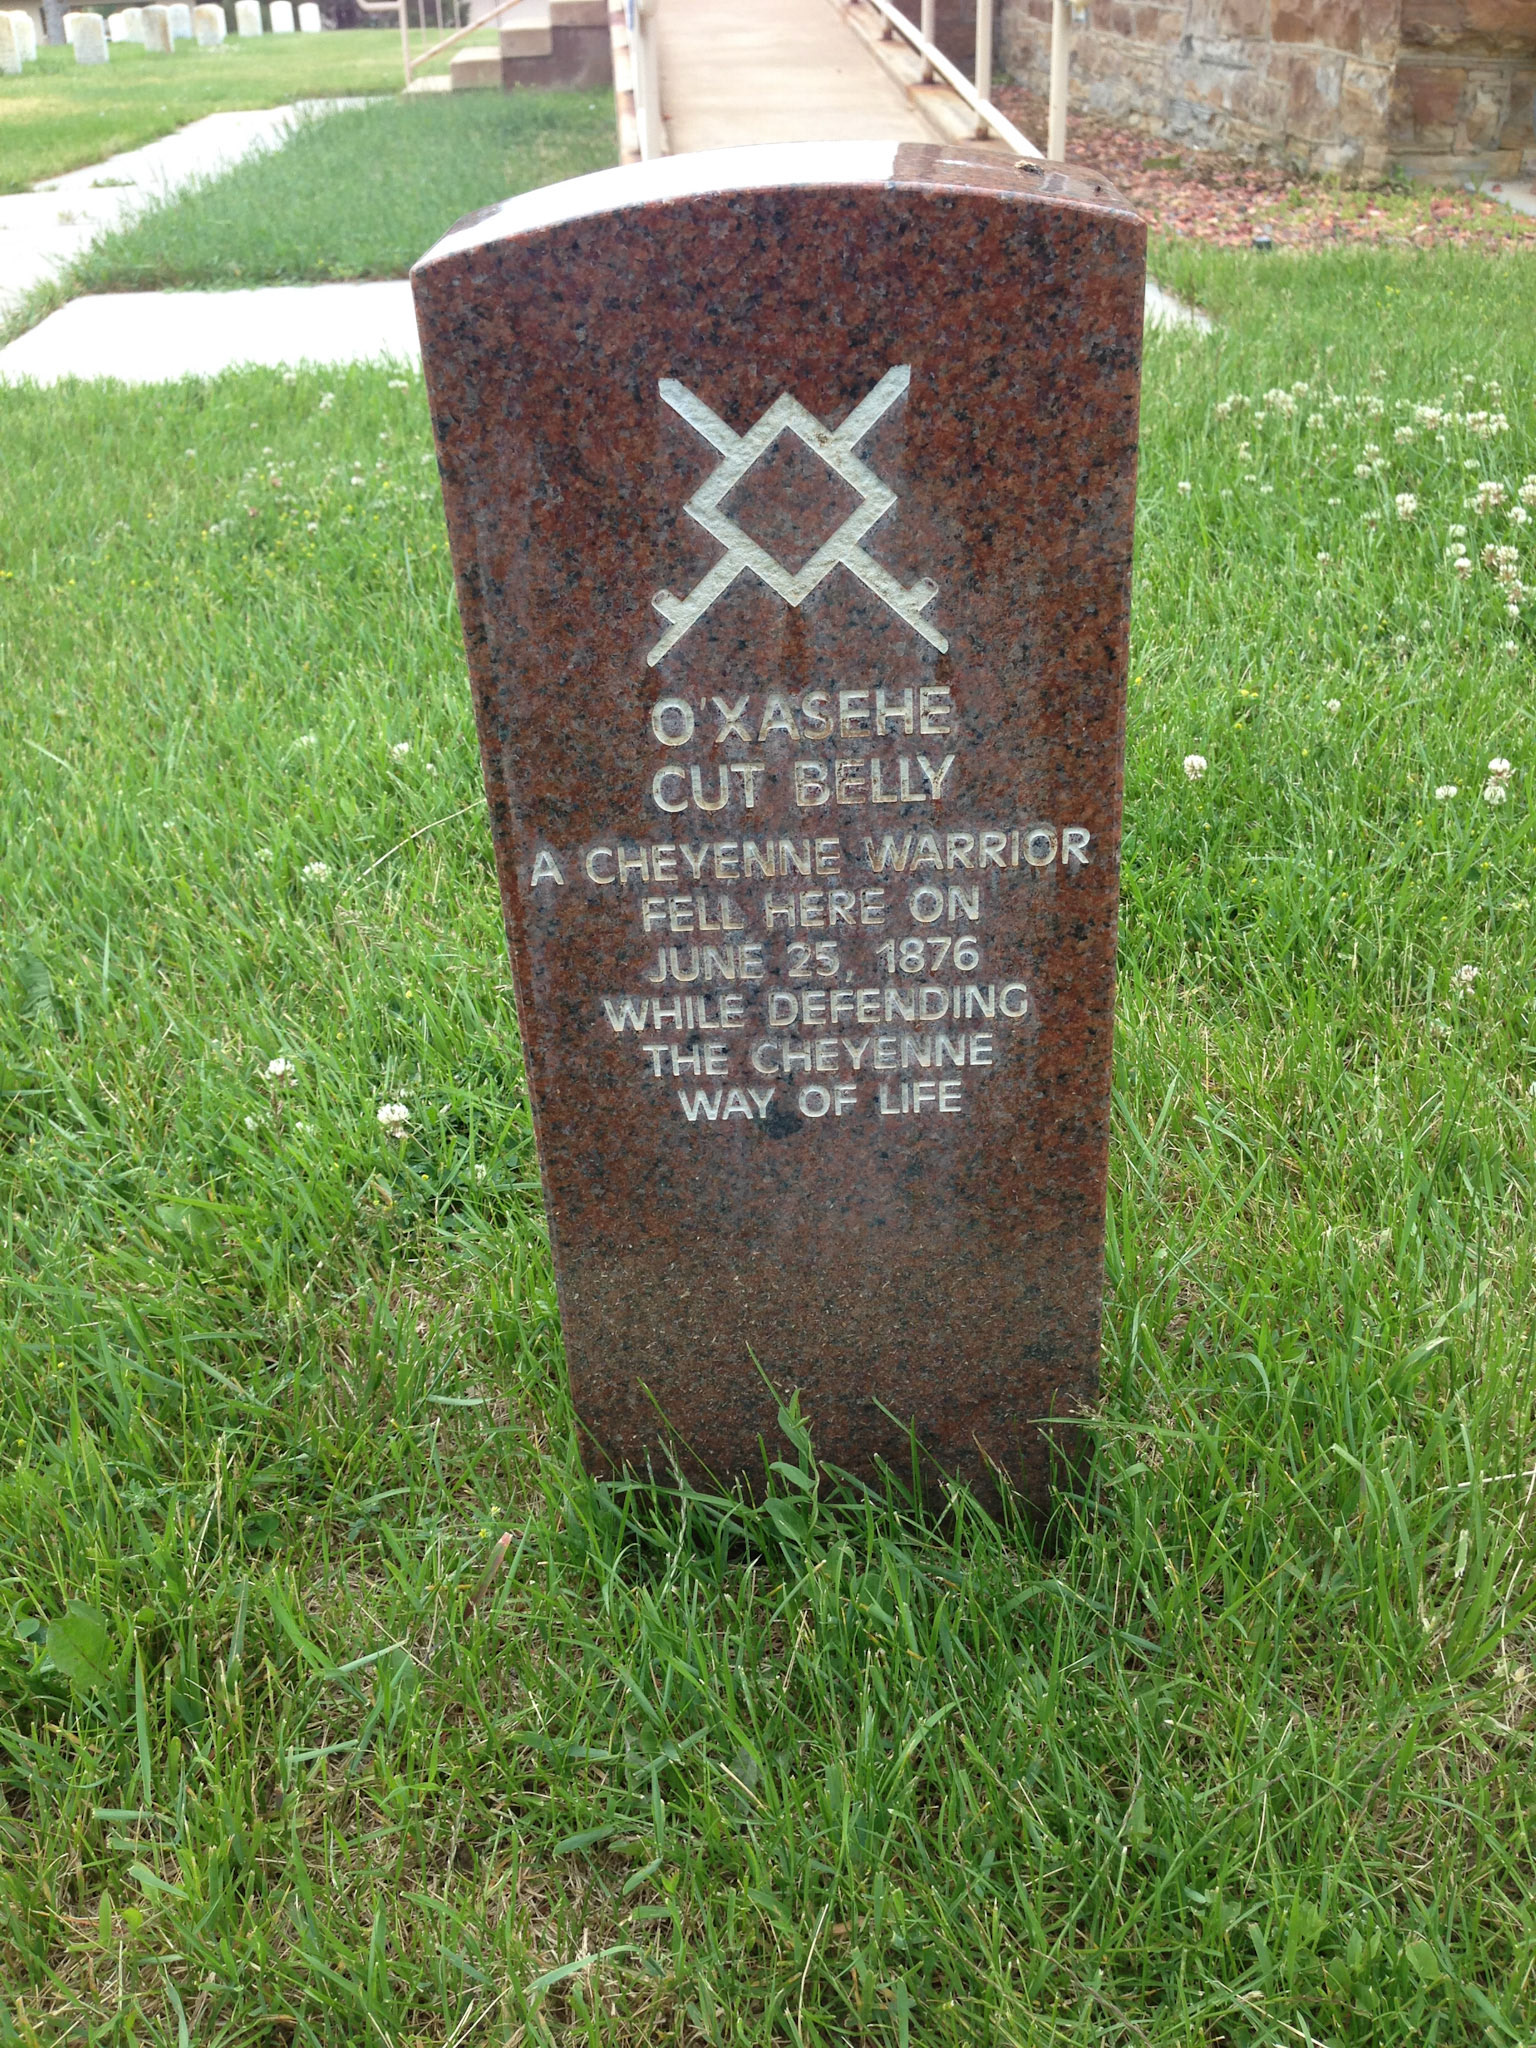 O'XASEHE
CUT BELLY
A CHEYENNE WARRIOR
FELL HERE ON
JUNE 25, 1876
WHILE DEFENDING
THE CHEYENNE
WAY OF LIFE